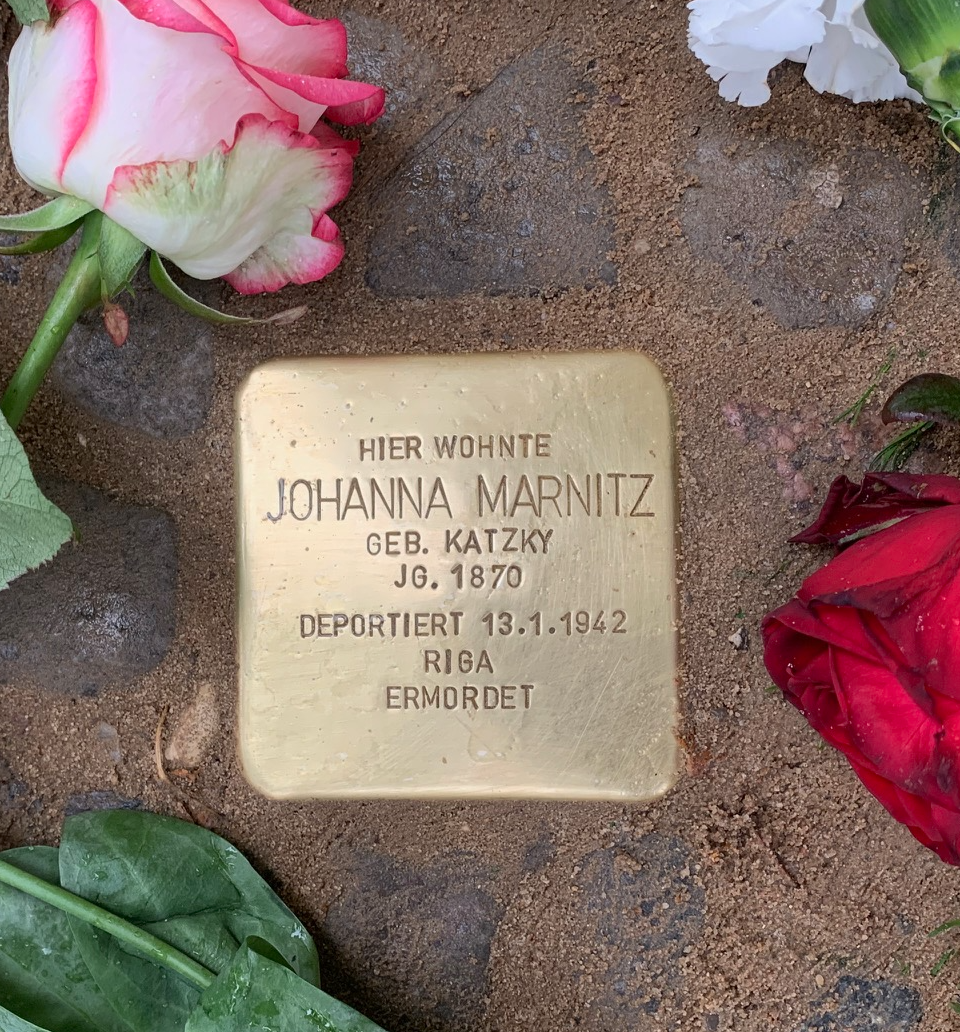 HIER WOHNTE
JOHANNA MARNITZ
GEB. KATZKY
JG. 1870
DEPORTIERT 13.1.1942
RIGA
ERMORDET